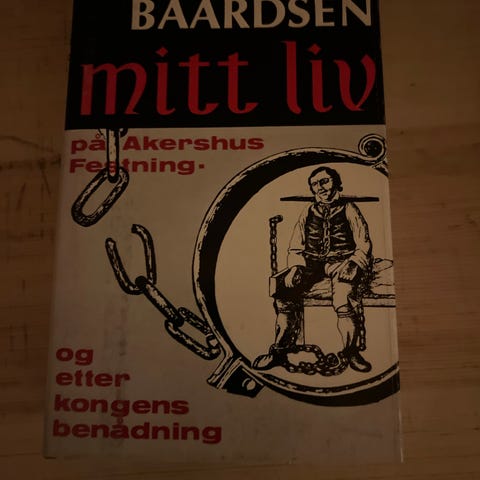 BAARDSEN
mitt liv
på Akershus
Festning.
og
etter
kongens
benådning